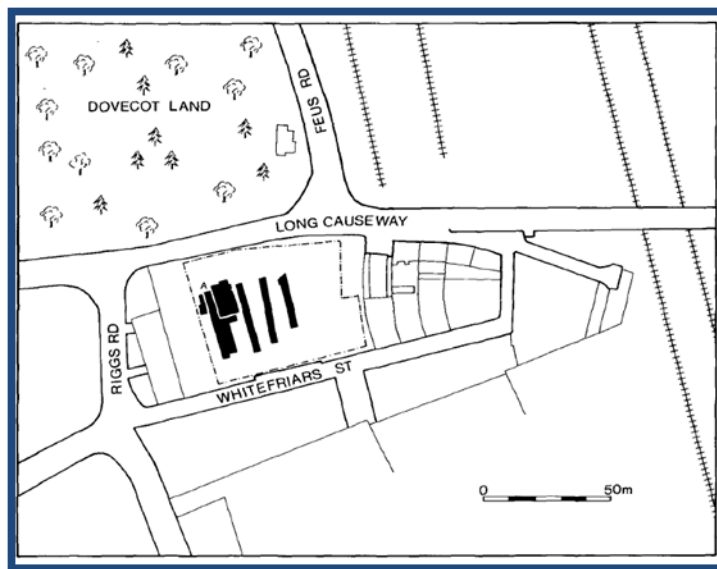 DOVECOT LAND
FEUS RD
LONG CAUSEWAY
A
RIGGS RD
WHITEFRIARS ST
0 50m